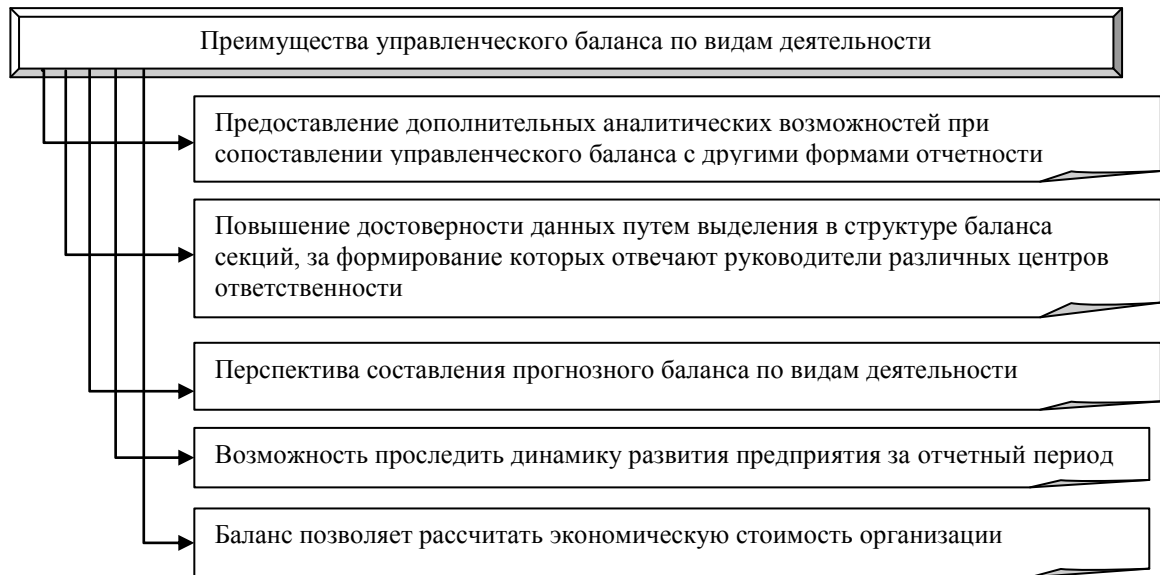 Преимущества управленческого баланса по видам деятельности
Предоставление дополнительных аналитических возможностей при
сопоставлении управленческого баланса с другими формами отчетности
Повышение достоверности данных путем выделения в структуре баланса
секций, за формирование которых отвечают руководители различных центров
ответственности
Перспектива составления прогнозного баланса по видам деятельности
Возможность проследить динамику развития предприятия за отчетный период
Баланс позволяет рассчитать экономическую стоимость организации